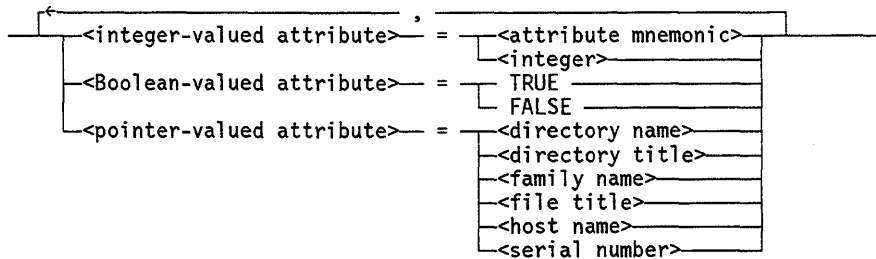 ,
<integer-valued attribute> = <attribute mnemonic>
<integer>
<Boolean-valued attribute> = TRUE
FALSE
<pointer-valued attribute> = <directory name>
<directory title>
<family name>
<file title>
<host name>
<serial number>